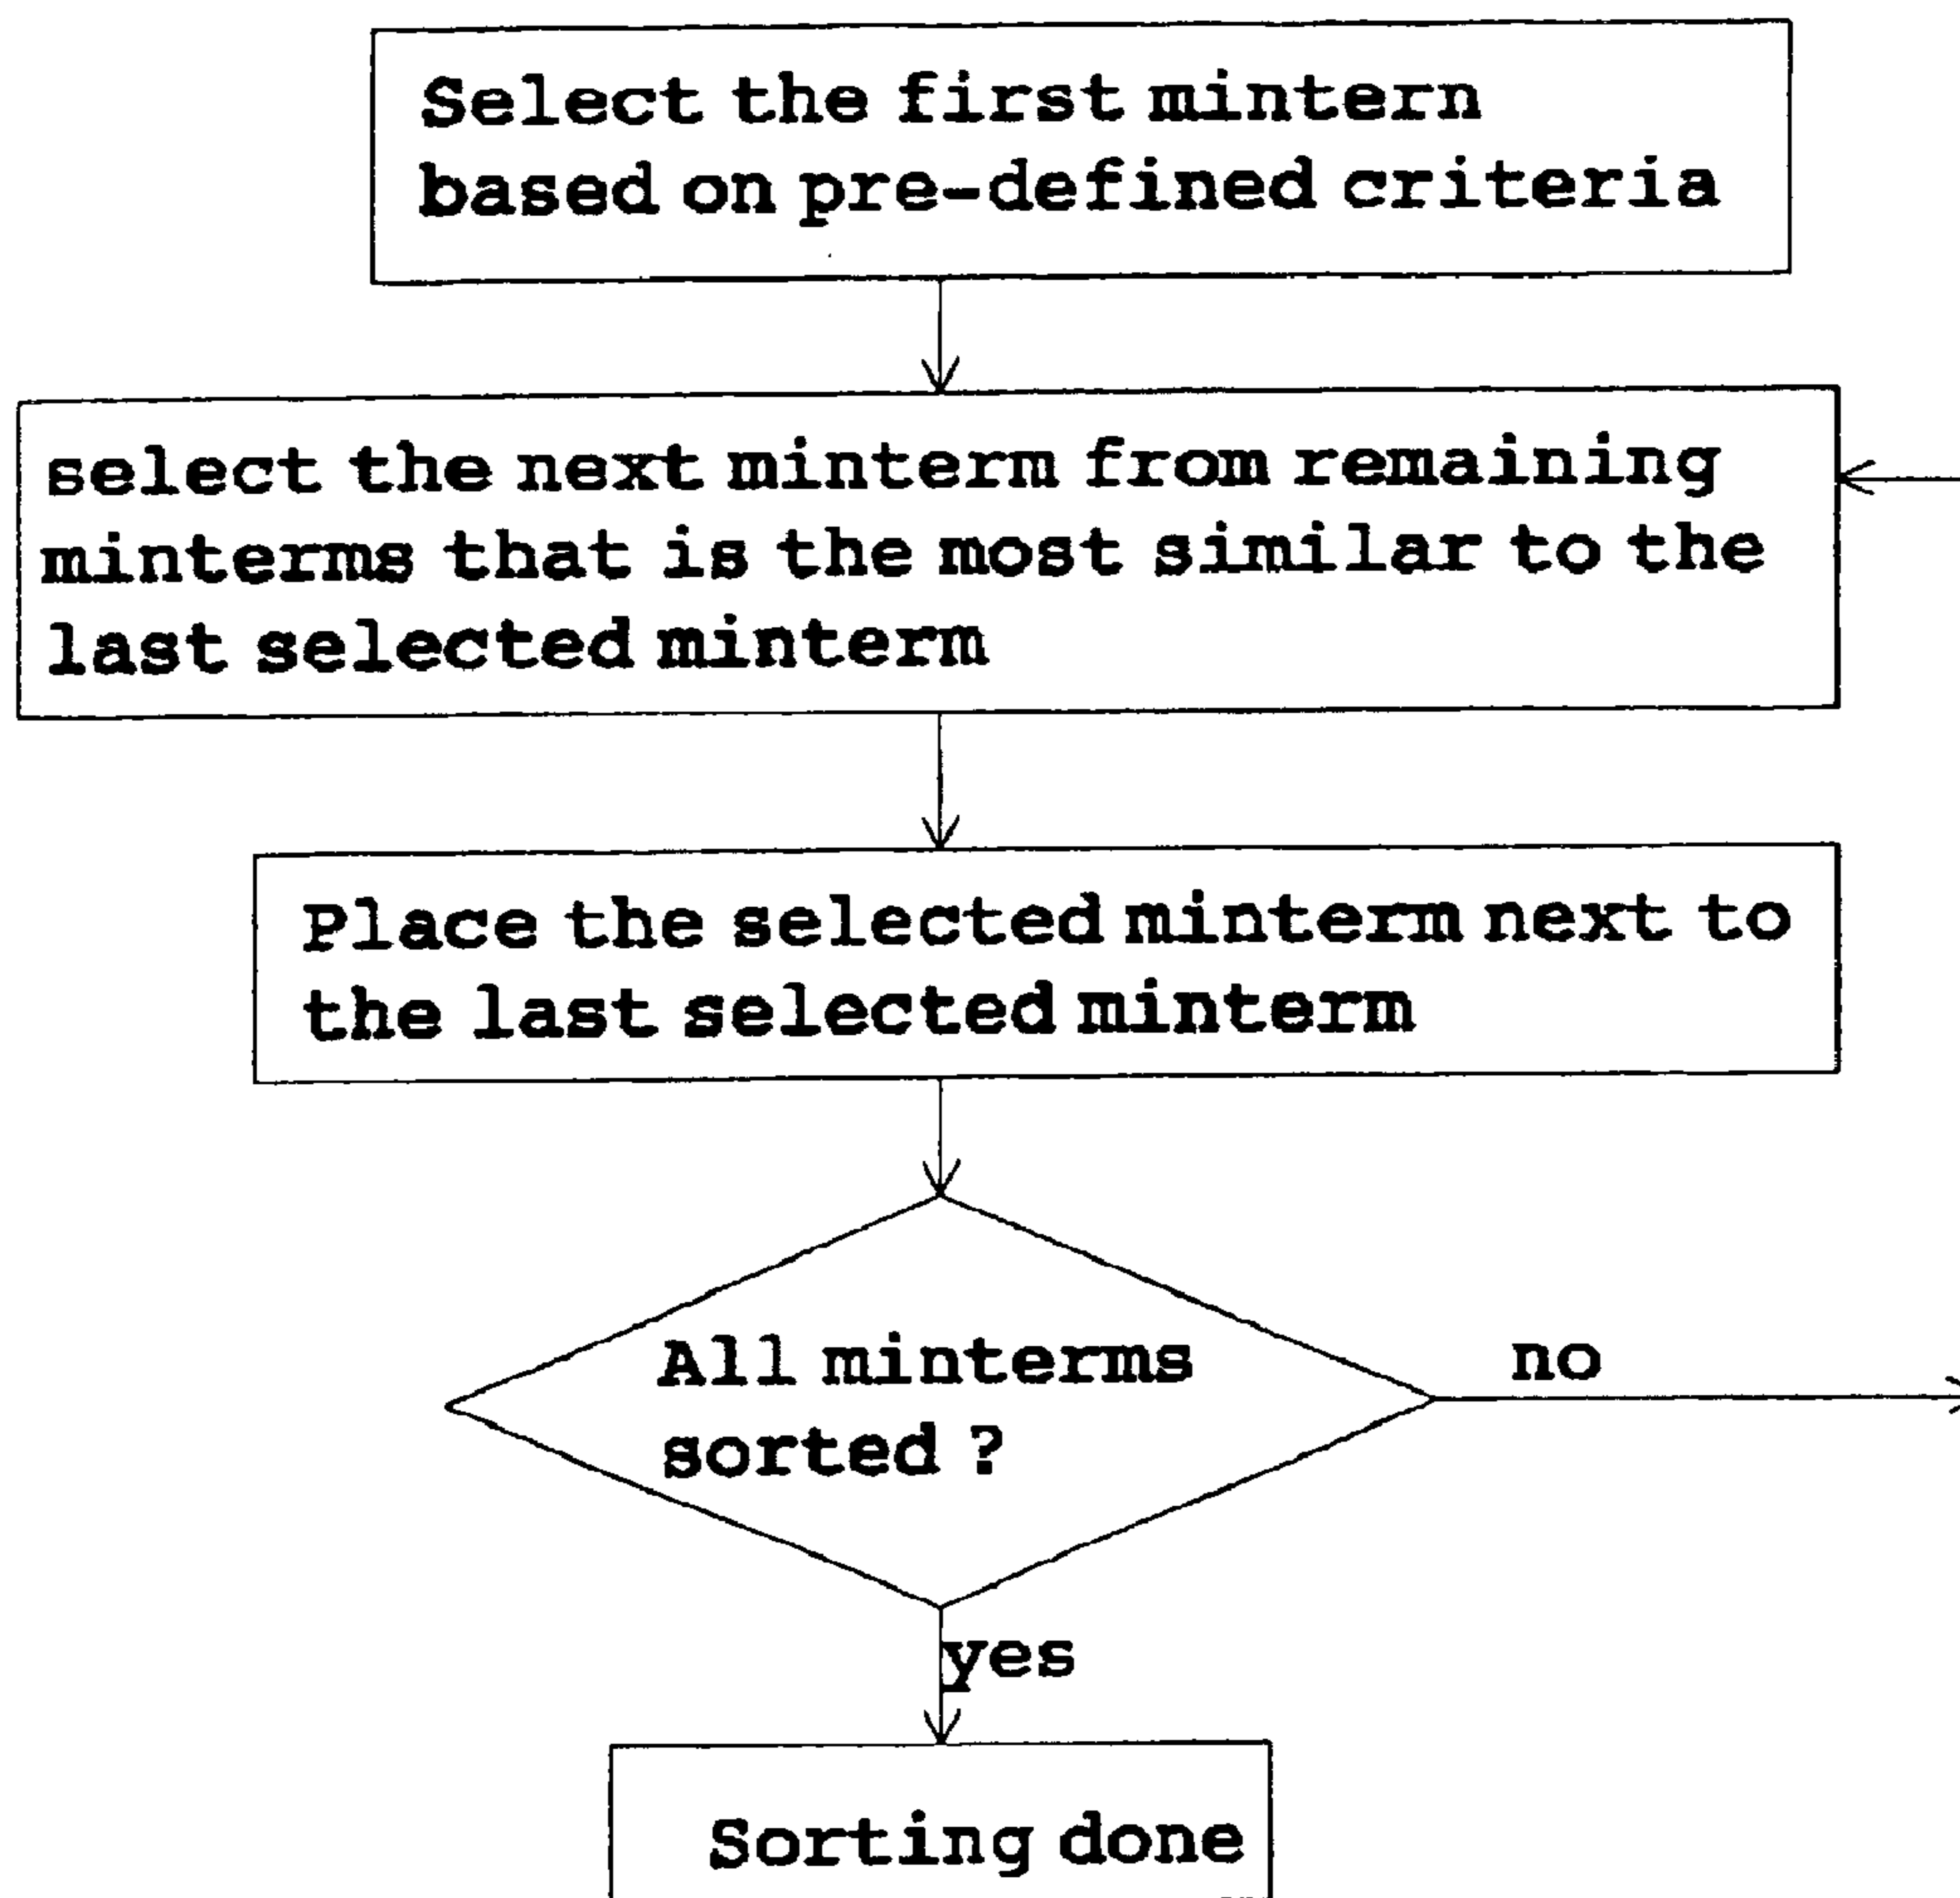 Select the first mintern
based on pre-defined criteria
select the next minterm from remaining
minterms that is the most similar to the
last selected minterm
Place the selected minterm next to
the last selected minterm
All minterms
sorted ?
no
yes
Sorting done